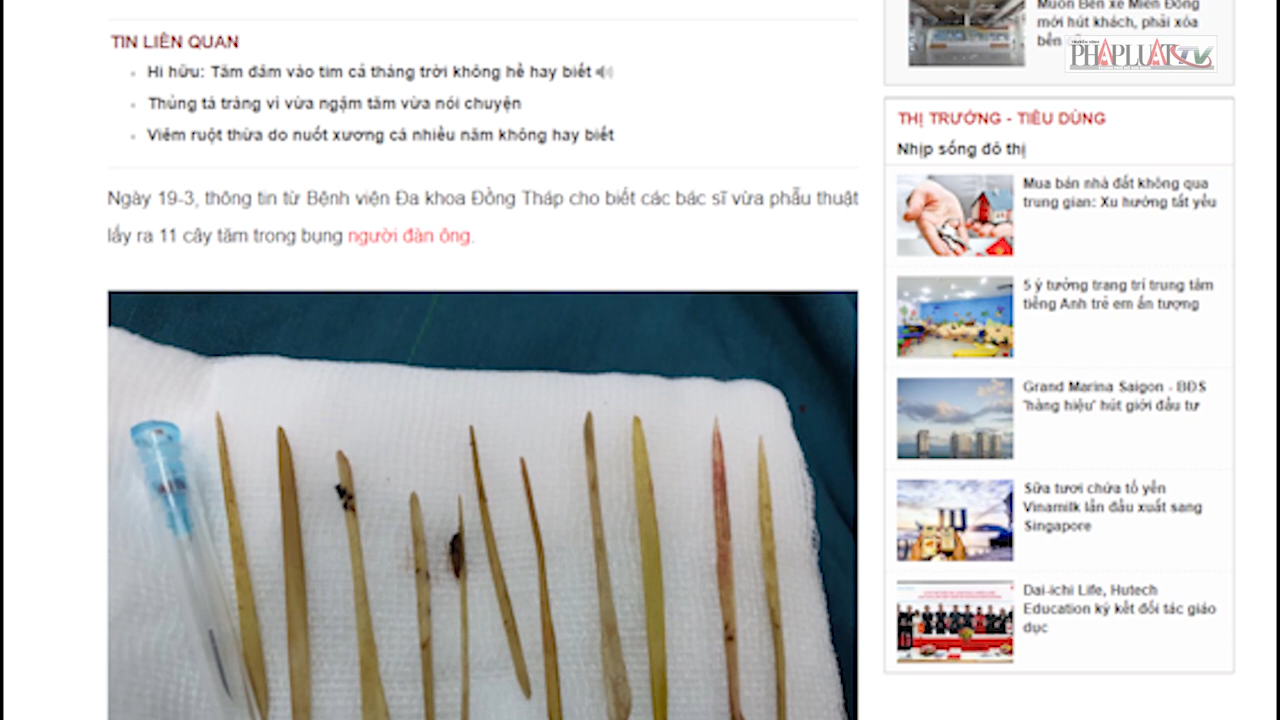 TIN LIÊN QUAN
Hi hữu: Tăm đâm vào tim cả tháng trời không hề hay biết
Thủng tá tràng vì vừa ngậm tăm vừa nói chuyện
Viêm ruột thừa do nuốt xương cá nhiều năm không hay biết
Ngày 19-3, thông tin từ Bệnh viện Đa khoa Đồng Tháp cho biết các bác sĩ vừa phẫu thuật
lấy ra 11 cây tăm trong bụng người đàn ông.
Muốn Bến xe Miền Đông
mới hút khách, phải xóa
bến
PHÁPLUẬTTV
THỊ TRƯỜNG - TIÊU DÙNG
Nhịp sống đô thị
Mua bán nhà đất không qua
trung gian: Xu hướng tất yếu
5 ý tưởng trang trí trung tâm
tiếng Anh trẻ em ấn tượng
Grand Marina Saigon - BĐS
'hàng hiệu' hút giới đầu tư
Sữa tươi chứa tổ yến
Vinamilk lần đầu xuất sang
Singapore
Dai-ichi Life, Hutech
Education ký kết đối tác giáo
dục